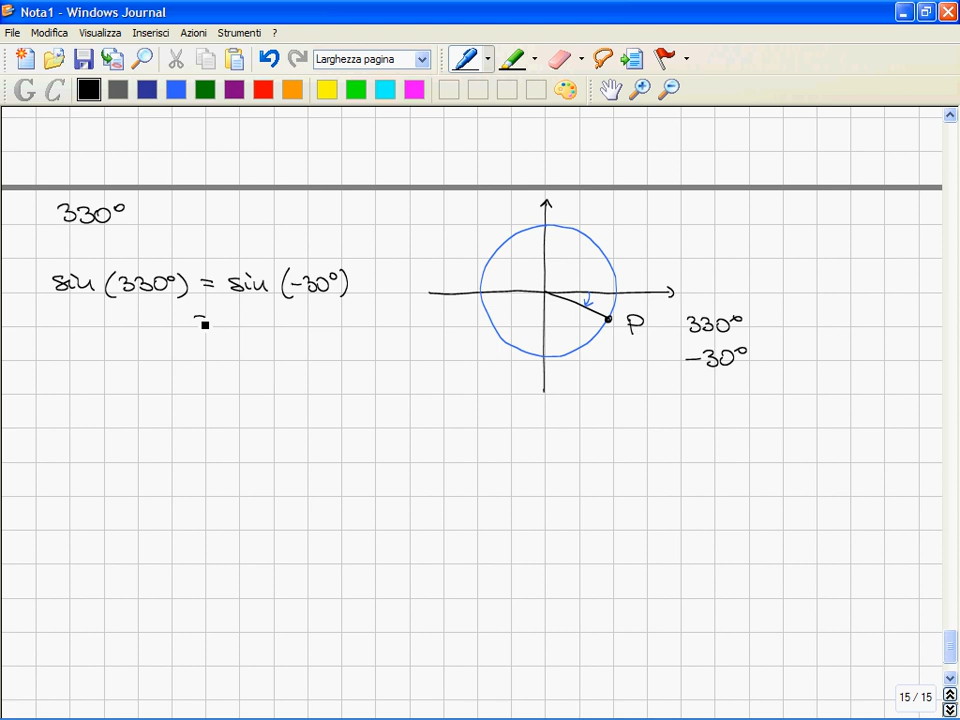 Nota1 - Windows Journal
File Modifica Visualizza Inserisci Azioni Strumenti ?
Larghezza pagina
G C
330°
sin (330°) = sin (-30°)
=
P
330°
-30°
15 / 15